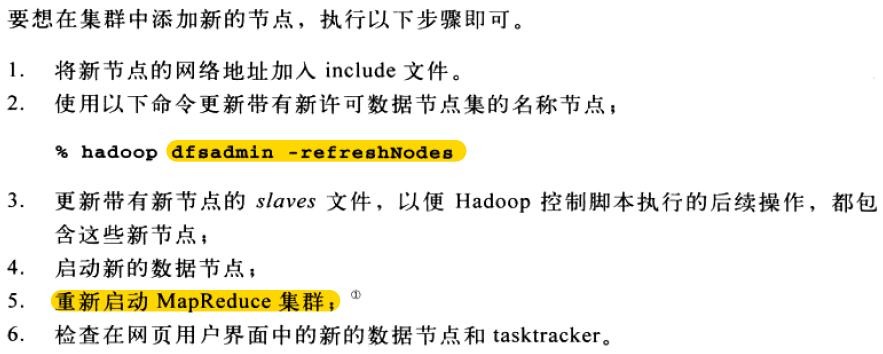 要想在集群中添加新的节点，执行以下步骤即可。
1. 将新节点的网络地址加入 include 文件。
2. 使用以下命令更新带有新许可数据节点集的名称节点；
% hadoop dfsadmin -refreshNodes
3. 更新带有新节点的 slaves 文件，以便 Hadoop 控制脚本执行的后续操作，都包
含这些新节点；
4. 启动新的数据节点；
5. 重新启动 MapReduce 集群；①
6. 检查在网页用户界面中的新的数据节点和 tasktracker。